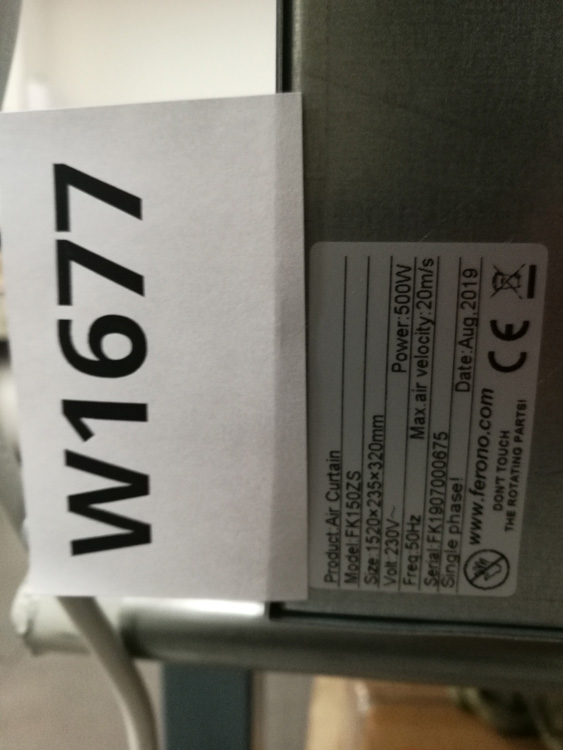 W1677
Product:Air Curtain
Model:FK150ZS
Size:1520×235×320mm
Volt:230V~ Power:500W
Freq:50Hz Max.air velocity:20m/s
Serial:FK1907000675
Single phase! Date:Aug.2019
www.ferono.com
DON'T TOUCH
THE ROTATING PARTS!
CE